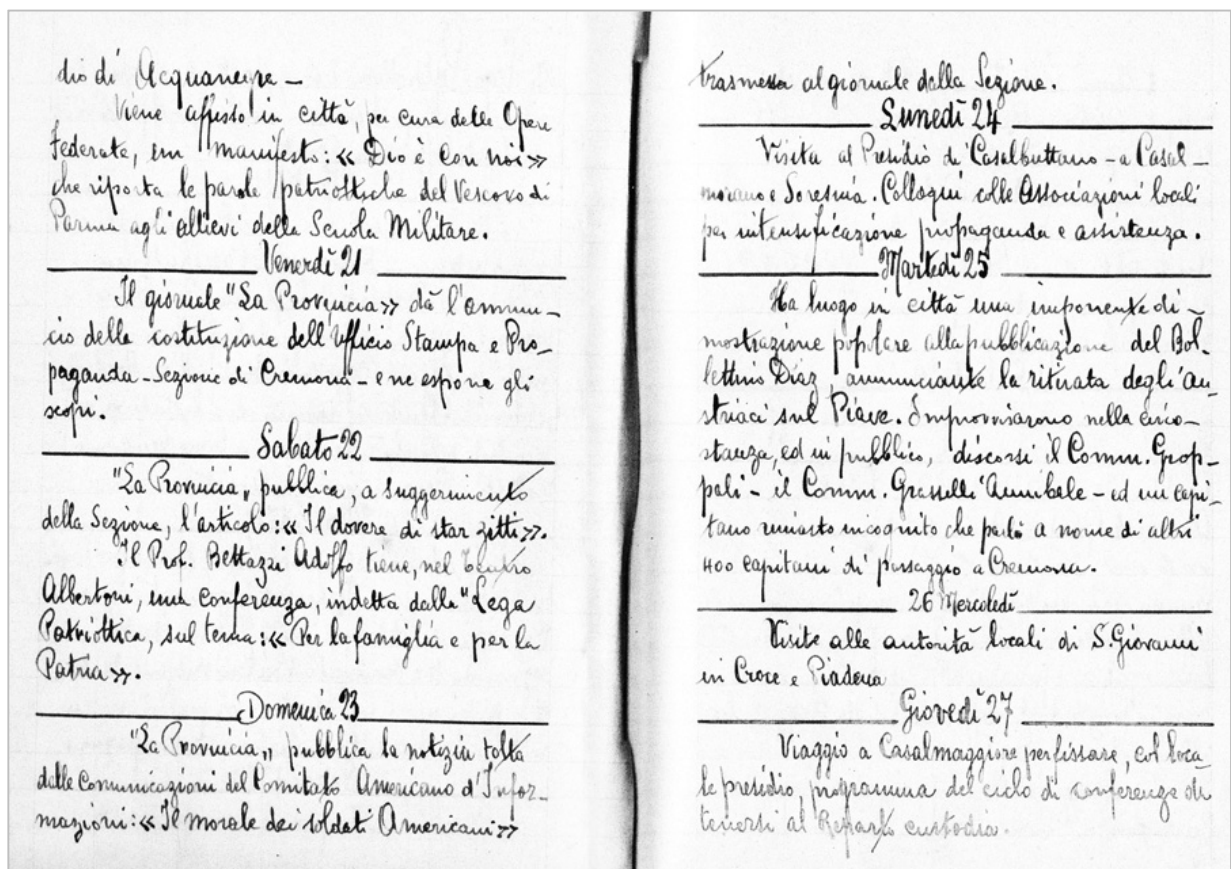 dio di Acquanegra –
Viene affisso in città, per cura delle Opere
Federate, un manifesto: «Dio è con noi»
che riporta le parole patriottiche del Vescovo di
Parma agli allievi della Scuola Militare.
Venerdì 21
Il giornale "La Provincia» dà l'annun-
cio della costituzione dell'Ufficio Stampa e Pro-
paganda - Sezione di Cremona - e ne espone gli
scopi.
Sabato 22
"La Provincia" pubblica, a suggerimento
della Sezione, l'articolo: «Il dovere di star zitti».
Il Prof. Bettazzi Adolfo tiene, nel Teatro
Albertoni, una conferenza, indetta dalla "Lega
Patriottica, sul tema: «Per la famiglia e per la
Patria».
Domenica 23
"La Provincia" pubblica la notizia tolta
dalle Comunicazioni del Comitato Americano d'Infor-
mazioni: «Il morale dei soldati Americani»
trasmessa al giornale dalla Sezione.
Lunedì 24
Visita al Presidio di Casalbuttano - a Casal-
morano e Soresina. Colloqui colle Associazioni locali
per intensificazione propaganda e assistenza.
Martedì 25
Ha luogo in città una imponente di-
mostrazione popolare alla pubblicazione del Bol-
lettino Diaz, annunciante la ritirata degli au-
striaci sul Piave. Improvvisarono nella circo-
stanza, ed in pubblico, discorsi il Comm. Grop-
pali - il Comm. Grasselli Annibale - ed un capi-
tano rimasto incognito che parlò a nome di altri
400 capitani di passaggio a Cremona.
26 Mercoledì
Visite alle autorità locali di S. Giovanni
in Croce e Piadena
Giovedì 27
Viaggio a Casalmaggiore per fissare, col loca-
le presidio, programma del ciclo di conferenze da
tenersi al Reparto custodia.